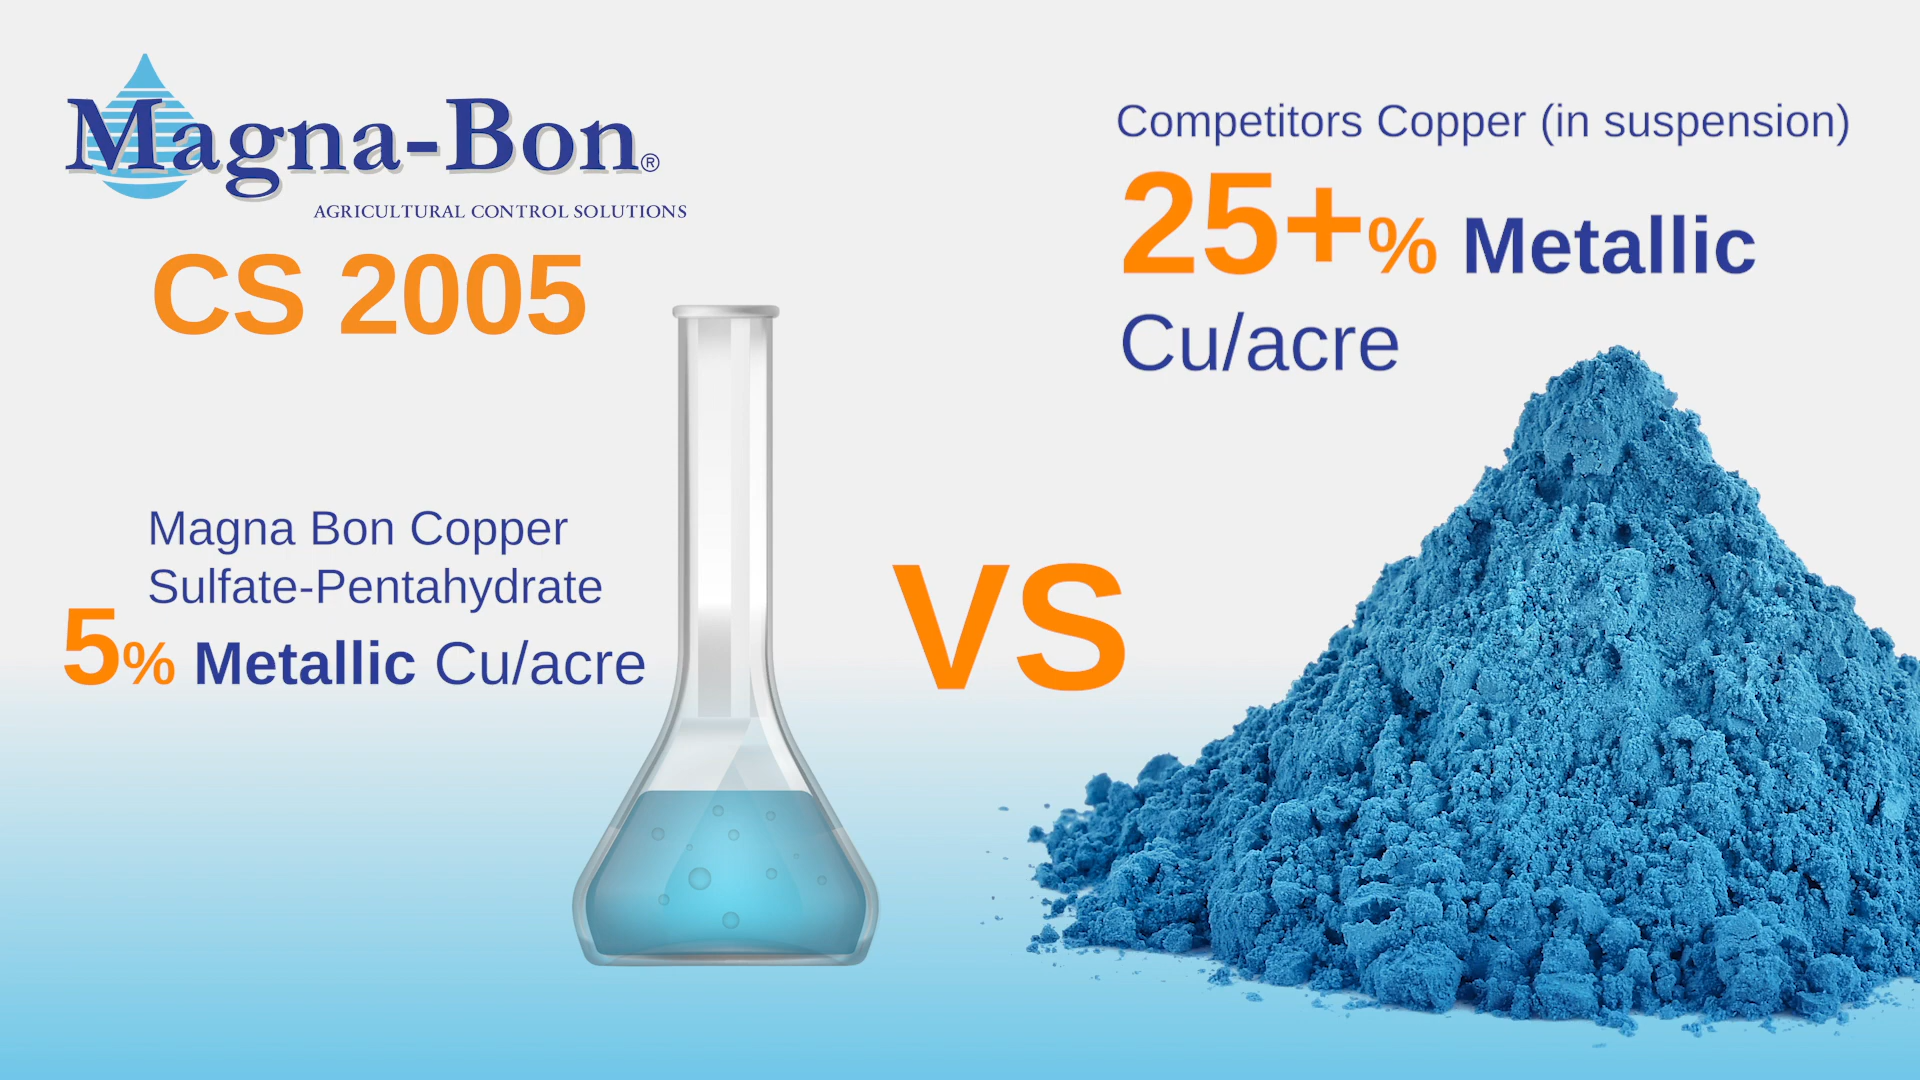 Magna-Bon®
AGRICULTURAL CONTROL SOLUTIONS
CS 2005
Magna Bon Copper
Sulfate-Pentahydrate
5% Metallic Cu/acre
VS
Competitors Copper (in suspension)
25+% Metallic
Cu/acre